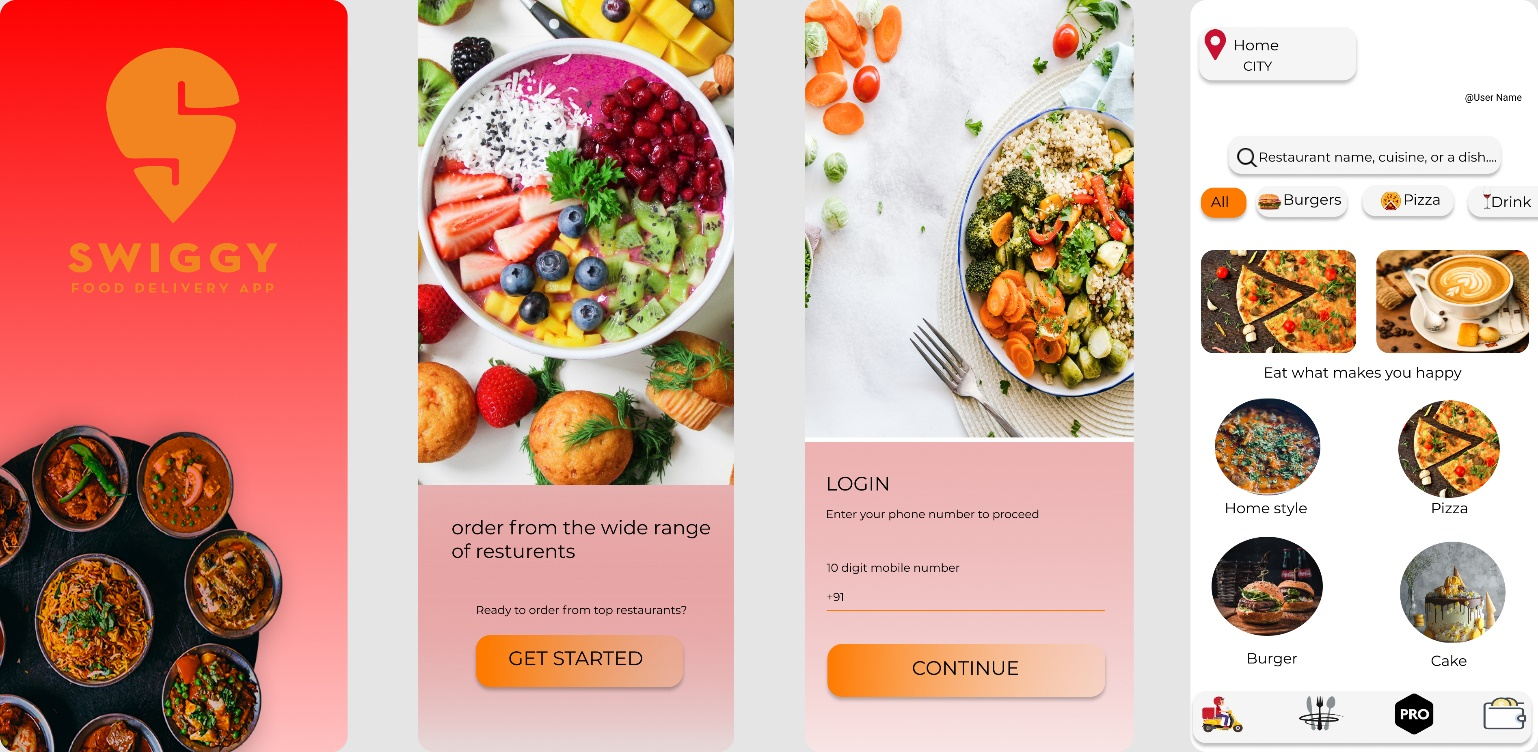 SWIGGY
FOOD DELIVERY APP
order from the wide range
of resturents
Ready to order from top restaurants?
GET STARTED
LOGIN
Enter your phone number to proceed
10 digit mobile number
+91
CONTINUE
Home
CITY
@User Name
Restaurant name, cuisine, or a dish....
All
Burgers
Pizza
Drink
Eat what makes you happy
Home style
Pizza
Burger
Cake
PRO